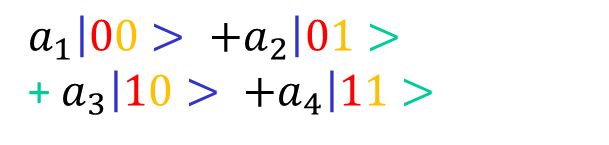 a₁|00 > +a₂|01 >
+ a₃|10 > +a₄|11 >